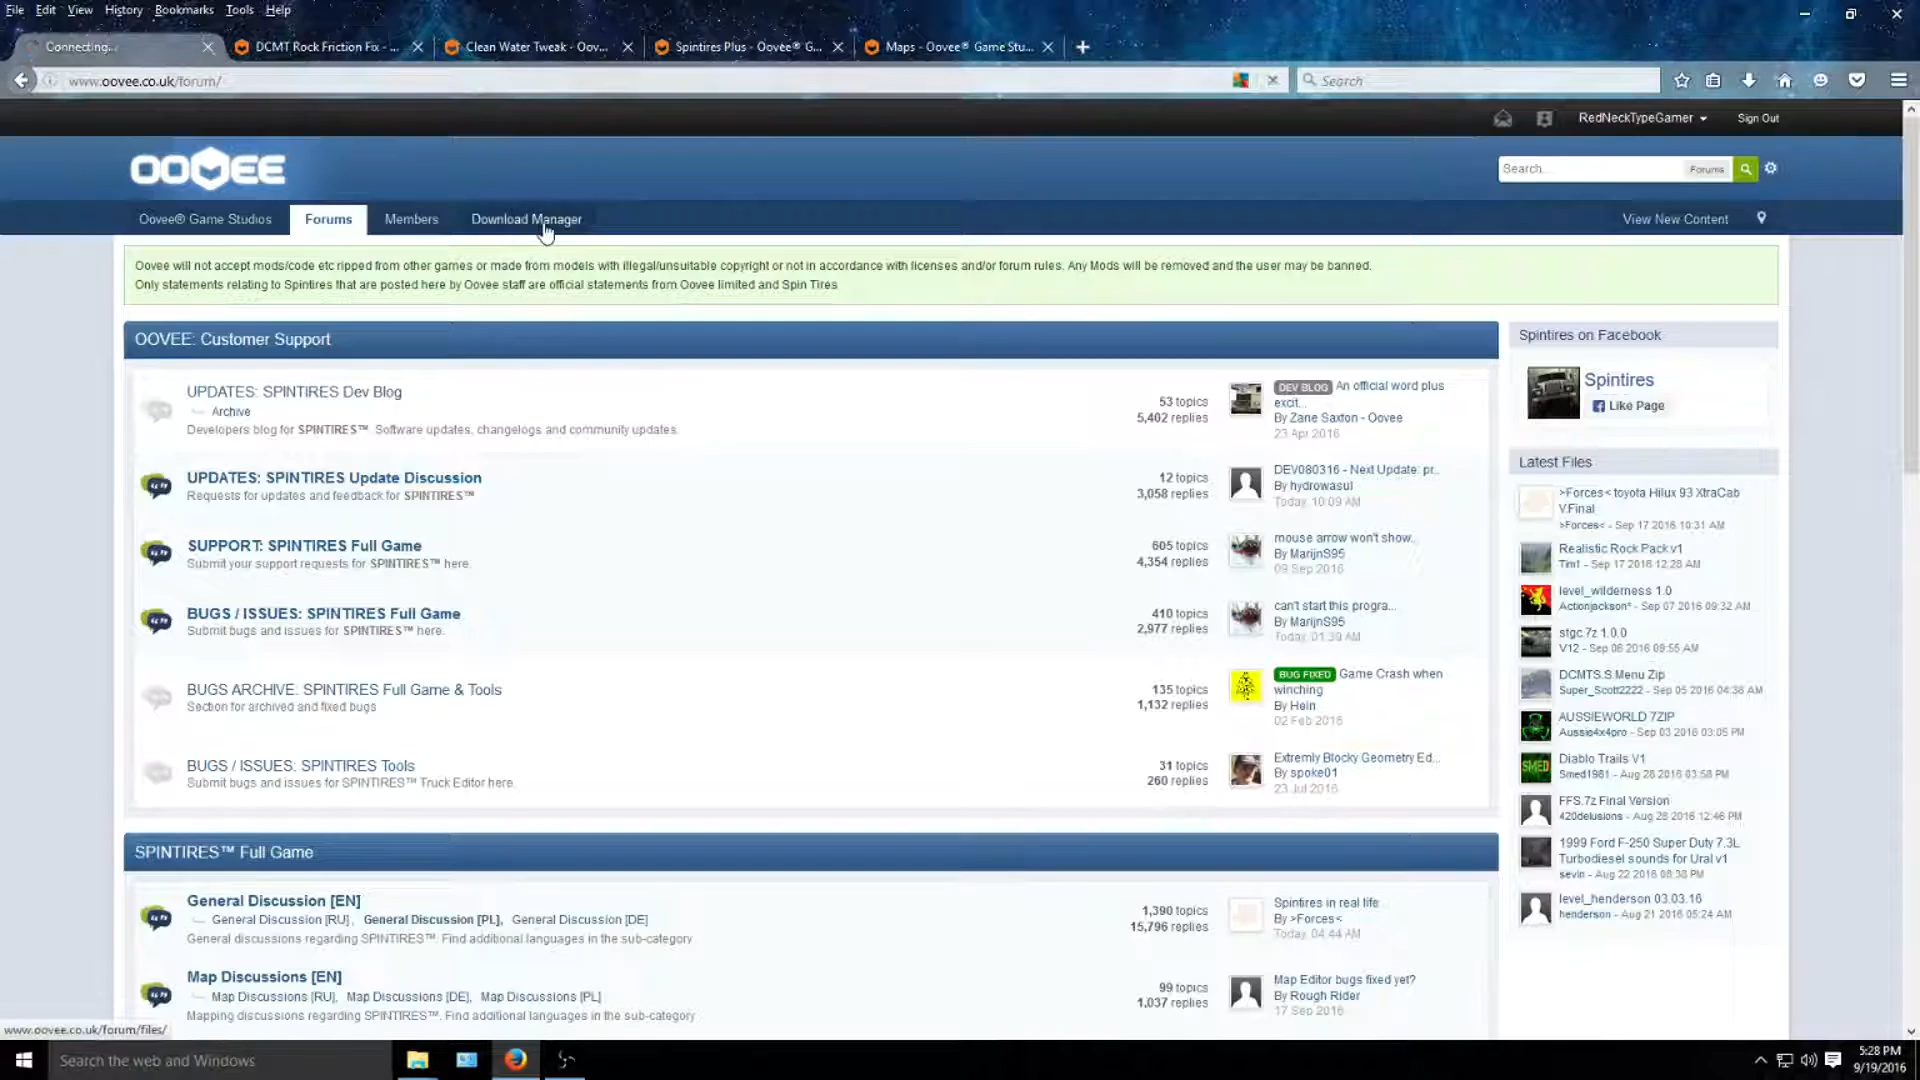 File Edit View History Bookmarks Tools Help
Connecting...
DCMT Rock Friction Fix - ...
Clean Water Tweak - Oov...
Spintires Plus - Oovee® G...
Maps - Oovee® Game Stu...
www.oovee.co.uk/forum/
Search
RedNeckTypeGamer
Sign Out
OOVEE
Search...
Forums
Oovee® Game Studios
Forums
Members
Download Manager
View New Content
Oovee will not accept mods/code etc ripped from other games or made from models with illegal/unsuitable copyright or not in accordance with licenses and/or forum rules. Any Mods will be removed and the user may be banned.
Only statements relating to Spintires that are posted here by Oovee staff are official statements from Oovee limited and Spin Tires
OOVEE: Customer Support
UPDATES: SPINTIRES Dev Blog
Archive
Developers blog for SPINTIRES™ Software updates, changelogs and community updates.
53 topics
5,402 replies
DEV BLOG An official word plus
excit...
By Zane Saxton - Oovee
23 Apr 2016
UPDATES: SPINTIRES Update Discussion
Requests for updates and feedback for SPINTIRES™
12 topics
3,058 replies
DEV080316 - Next Update: pr...
By hydrowasul
Today, 10:09 AM
SUPPORT: SPINTIRES Full Game
Submit your support requests for SPINTIRES™ here.
605 topics
4,354 replies
mouse arrow won't show...
By MarijnS95
09 Sep 2016
BUGS / ISSUES: SPINTIRES Full Game
Submit bugs and issues for SPINTIRES™ here.
410 topics
2,977 replies
can't start this progra...
By MarijnS95
Today, 01:39 AM
BUGS ARCHIVE: SPINTIRES Full Game & Tools
Section for archived and fixed bugs
135 topics
1,132 replies
BUG FIXED Game Crash when
winching
By Hein
02 Feb 2016
BUGS / ISSUES: SPINTIRES Tools
Submit bugs and issues for SPINTIRES™ Truck Editor here.
31 topics
260 replies
Extremly Blocky Geometry Ed...
By spoke01
23 Jul 2016
SPINTIRES™ Full Game
General Discussion [EN]
General Discussion [RU], General Discussion [PL], General Discussion [DE]
General discussions regarding SPINTIRES™. Find additional languages in the sub-category
1,390 topics
15,796 replies
Spintires in real life
By >Forces<
Today, 04:44 AM
Map Discussions [EN]
Map Discussions [RU], Map Discussions [DE], Map Discussions [PL]
Mapping discussions regarding SPINTIRES™. Find additional languages in the sub-category
99 topics
1,037 replies
Map Editor bugs fixed yet?
By Rough Rider
17 Sep 2016
Spintires on Facebook
Spintires
Like Page
Latest Files
>Forces< toyota Hilux 93 XtraCab
V.Final
>Forces< - Sep 17 2016 10:31 AM
Realistic Rock Pack v1
Tim1 - Sep 17 2016 12:28 AM
level_wilderness 1.0
Actionjackson* - Sep 07 2016 09:32 AM
stgc.7z 1.0.0
V12 - Sep 06 2016 09:55 AM
DCMTS.S.Menu Zip
Super_Scott2222 - Sep 05 2016 04:38 AM
AUSSIEWORLD 7ZIP
Aussie4x4pro - Sep 03 2016 03:05 PM
SMED
Diablo Trails V1
Smed1981 - Aug 28 2016 03:58 PM
FFS.7z Final Version
420delusions - Aug 28 2016 12:46 PM
1999 Ford F-250 Super Duty 7.3L
Turbodiesel sounds for Ural v1
sevin - Aug 22 2016 08:38 PM
level_henderson 03.03.16
henderson - Aug 21 2016 05:24 AM
www.oovee.co.uk/forum/files/
Search the web and Windows
5:28 PM
9/19/2016